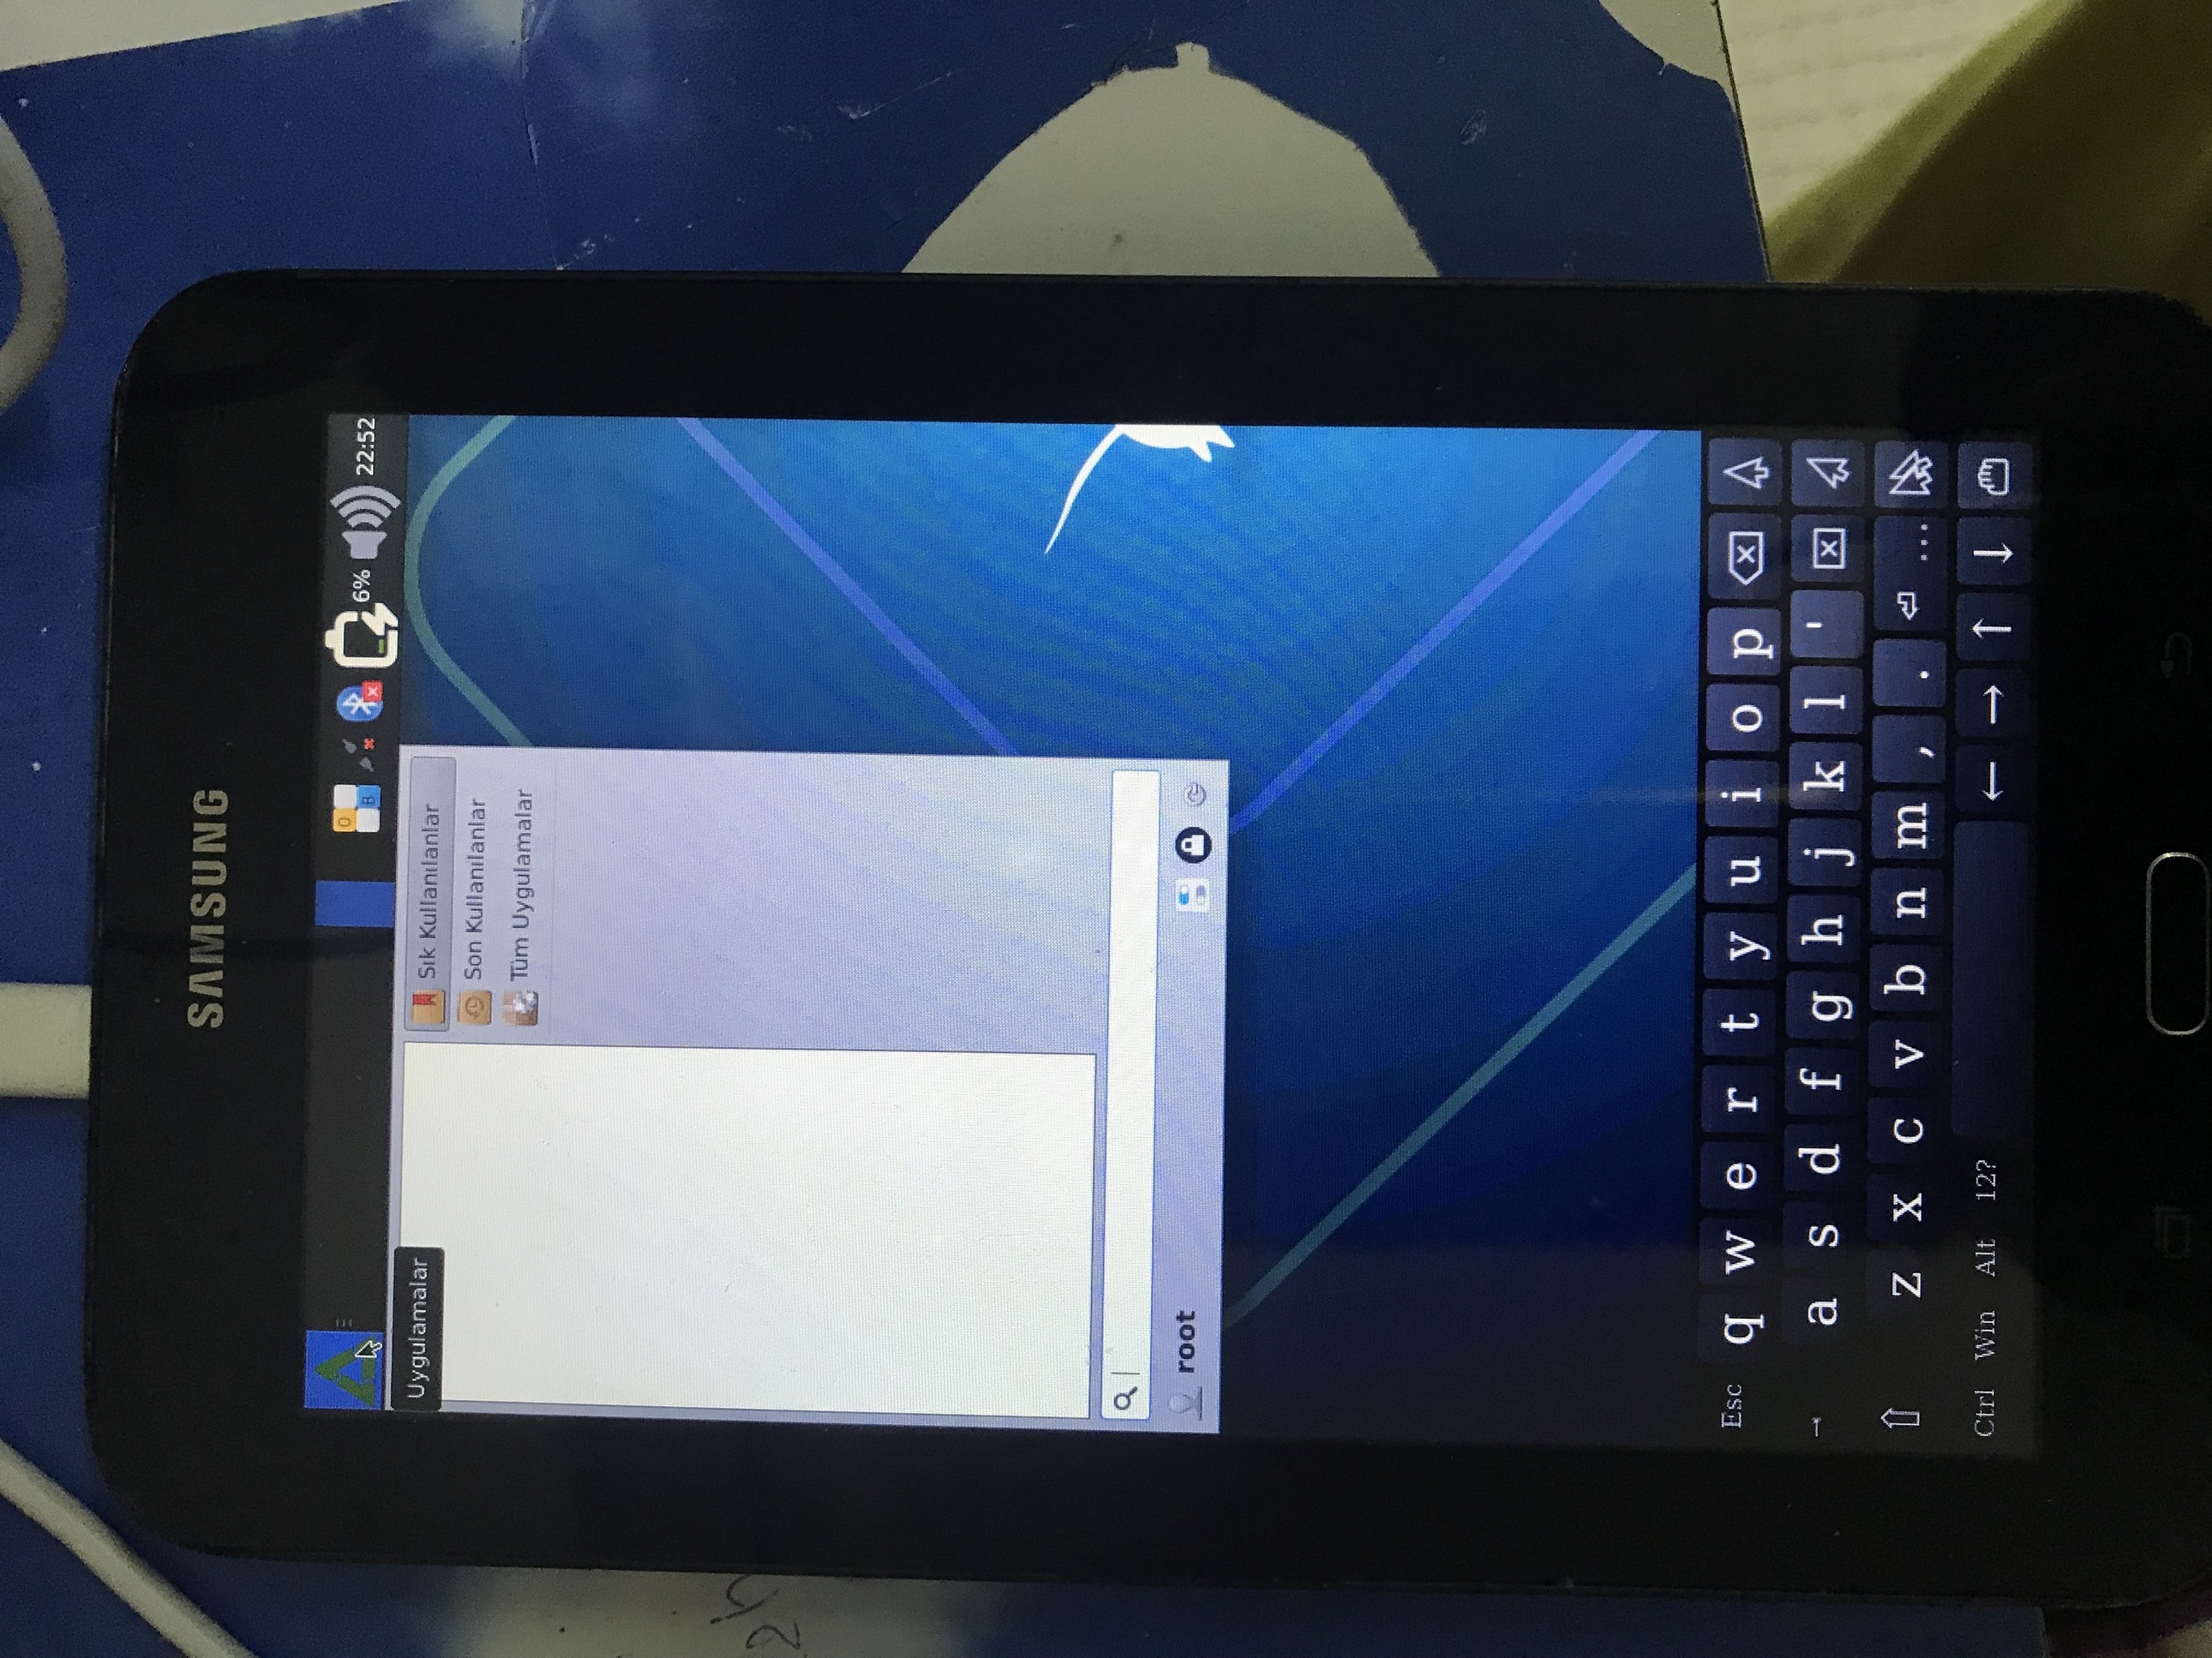 SAMSUNG
6%
22:52
Uygulamalar
Sık Kullanılanlar
Son Kullanılanlar
Tüm Uygulamalar
root
Esc q w e r t y u i o p
a s d f g h j k l '
z x c v b n m , . ...
Ctrl Win Alt 12?